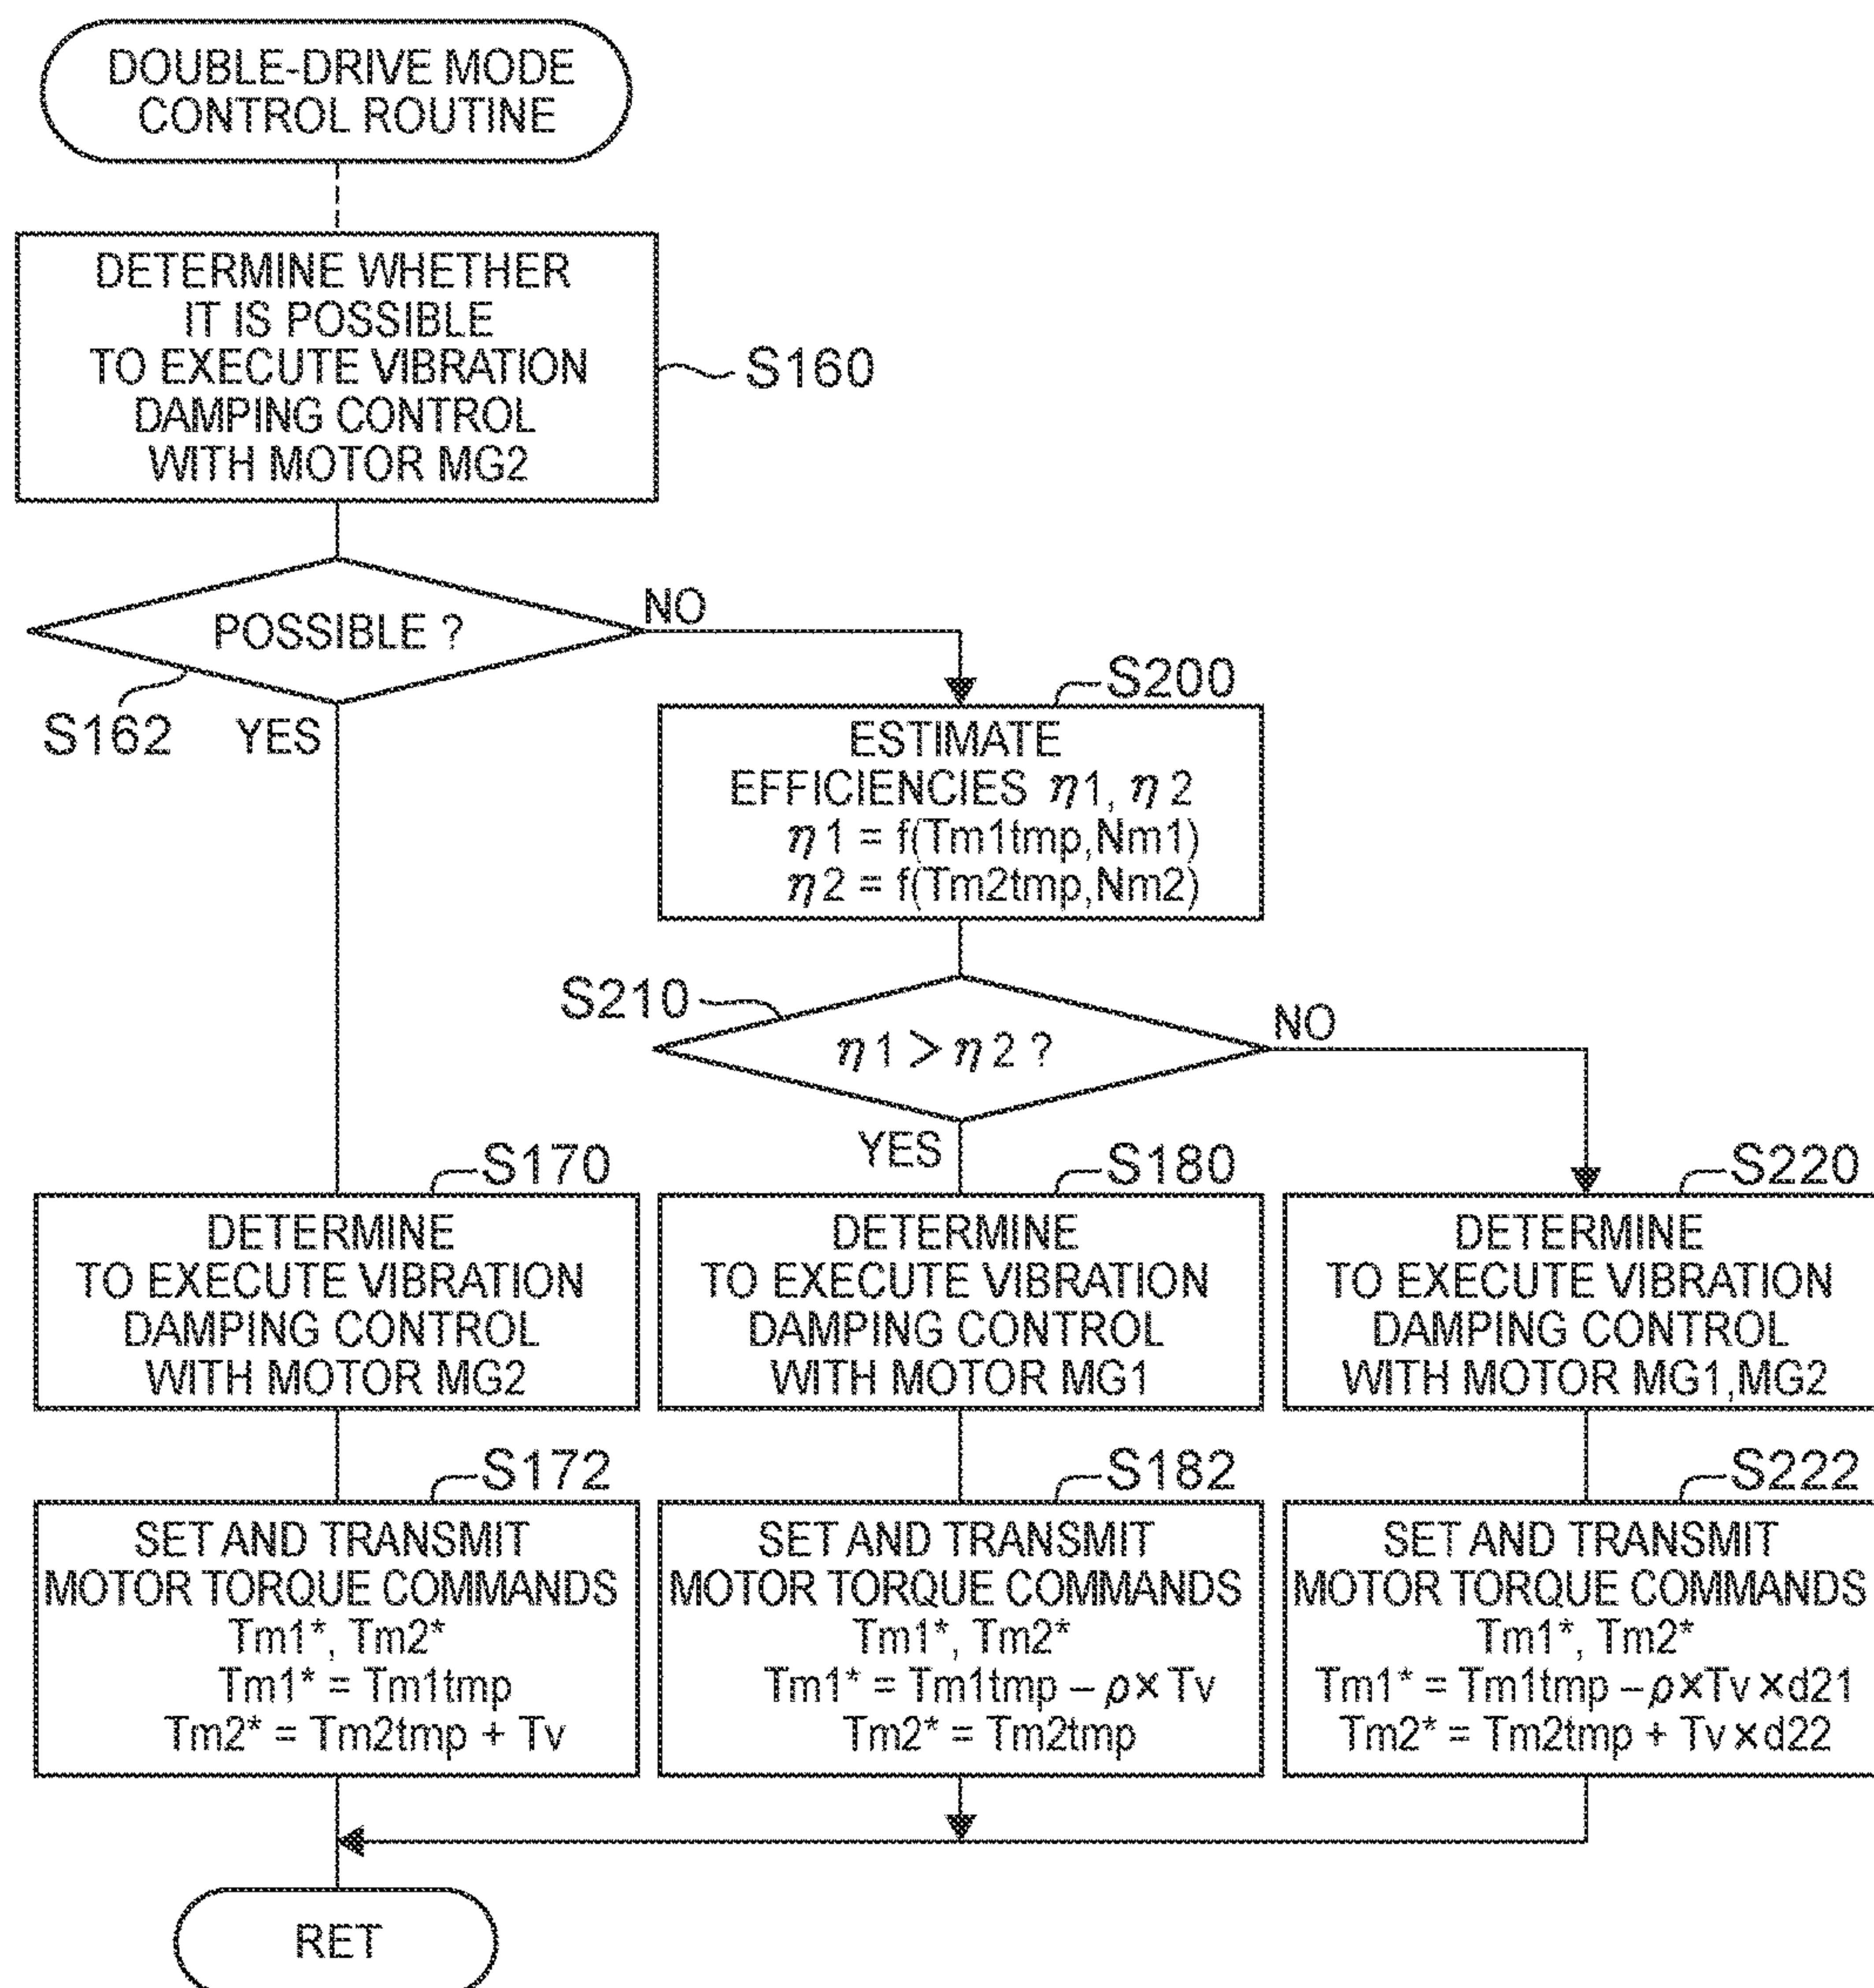 DOUBLE-DRIVE MODE
CONTROL ROUTINE
DETERMINE WHETHER
IT IS POSSIBLE
TO EXECUTE VIBRATION
DAMPING CONTROL
WITH MOTOR MG2
S160
POSSIBLE ?
NO
S162
YES
S200
ESTIMATE
EFFICIENCIES η1, η2
η1 = f(Tm1tmp,Nm1)
η2 = f(Tm2tmp,Nm2)
S210
η1 > η2 ?
NO
YES
S170
DETERMINE
TO EXECUTE VIBRATION
DAMPING CONTROL
WITH MOTOR MG2
S180
DETERMINE
TO EXECUTE VIBRATION
DAMPING CONTROL
WITH MOTOR MG1
S220
DETERMINE
TO EXECUTE VIBRATION
DAMPING CONTROL
WITH MOTOR MG1,MG2
S172
SET AND TRANSMIT
MOTOR TORQUE COMMANDS
Tm1*, Tm2*
Tm1* = Tm1tmp
Tm2* = Tm2tmp + Tv
S182
SET AND TRANSMIT
MOTOR TORQUE COMMANDS
Tm1*, Tm2*
Tm1* = Tm1tmp – ρ×Tv
Tm2* = Tm2tmp
S222
SET AND TRANSMIT
MOTOR TORQUE COMMANDS
Tm1*, Tm2*
Tm1* = Tm1tmp –ρ×Tv×d21
Tm2* = Tm2tmp + Tv×d22
RET